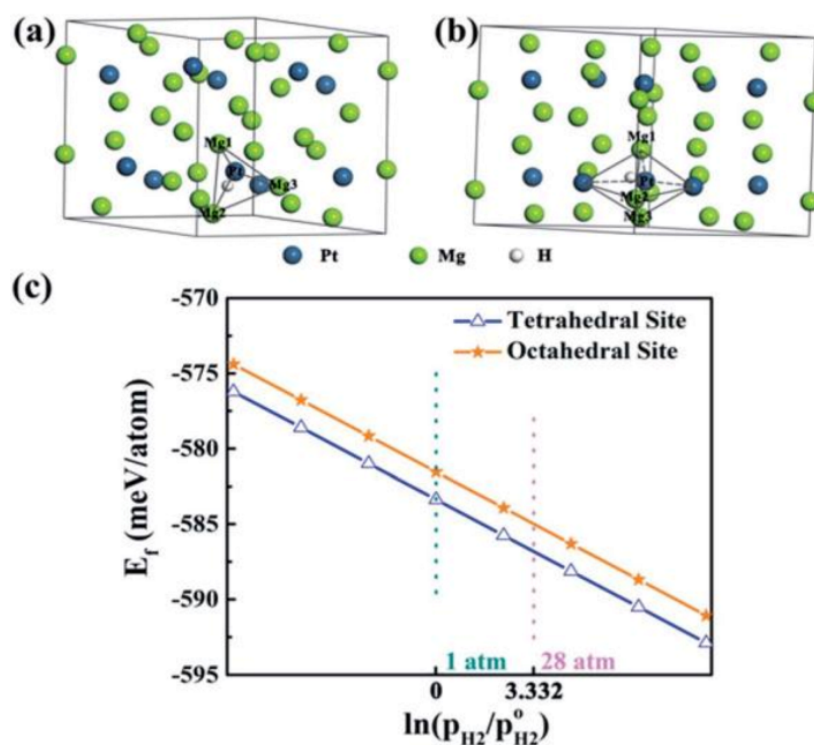 (a)
(b)
Mg1
Pt
Mg3
Mg2
Mg1
Pt
Mg2
Mg3
Pt
Mg
H
(c)
-570
-575
-580
-585
-590
-595
E_f (meV/atom)
Tetrahedral Site
Octahedral Site
1 atm
28 atm
0
3.332
ln(p_H2/p°_H2)